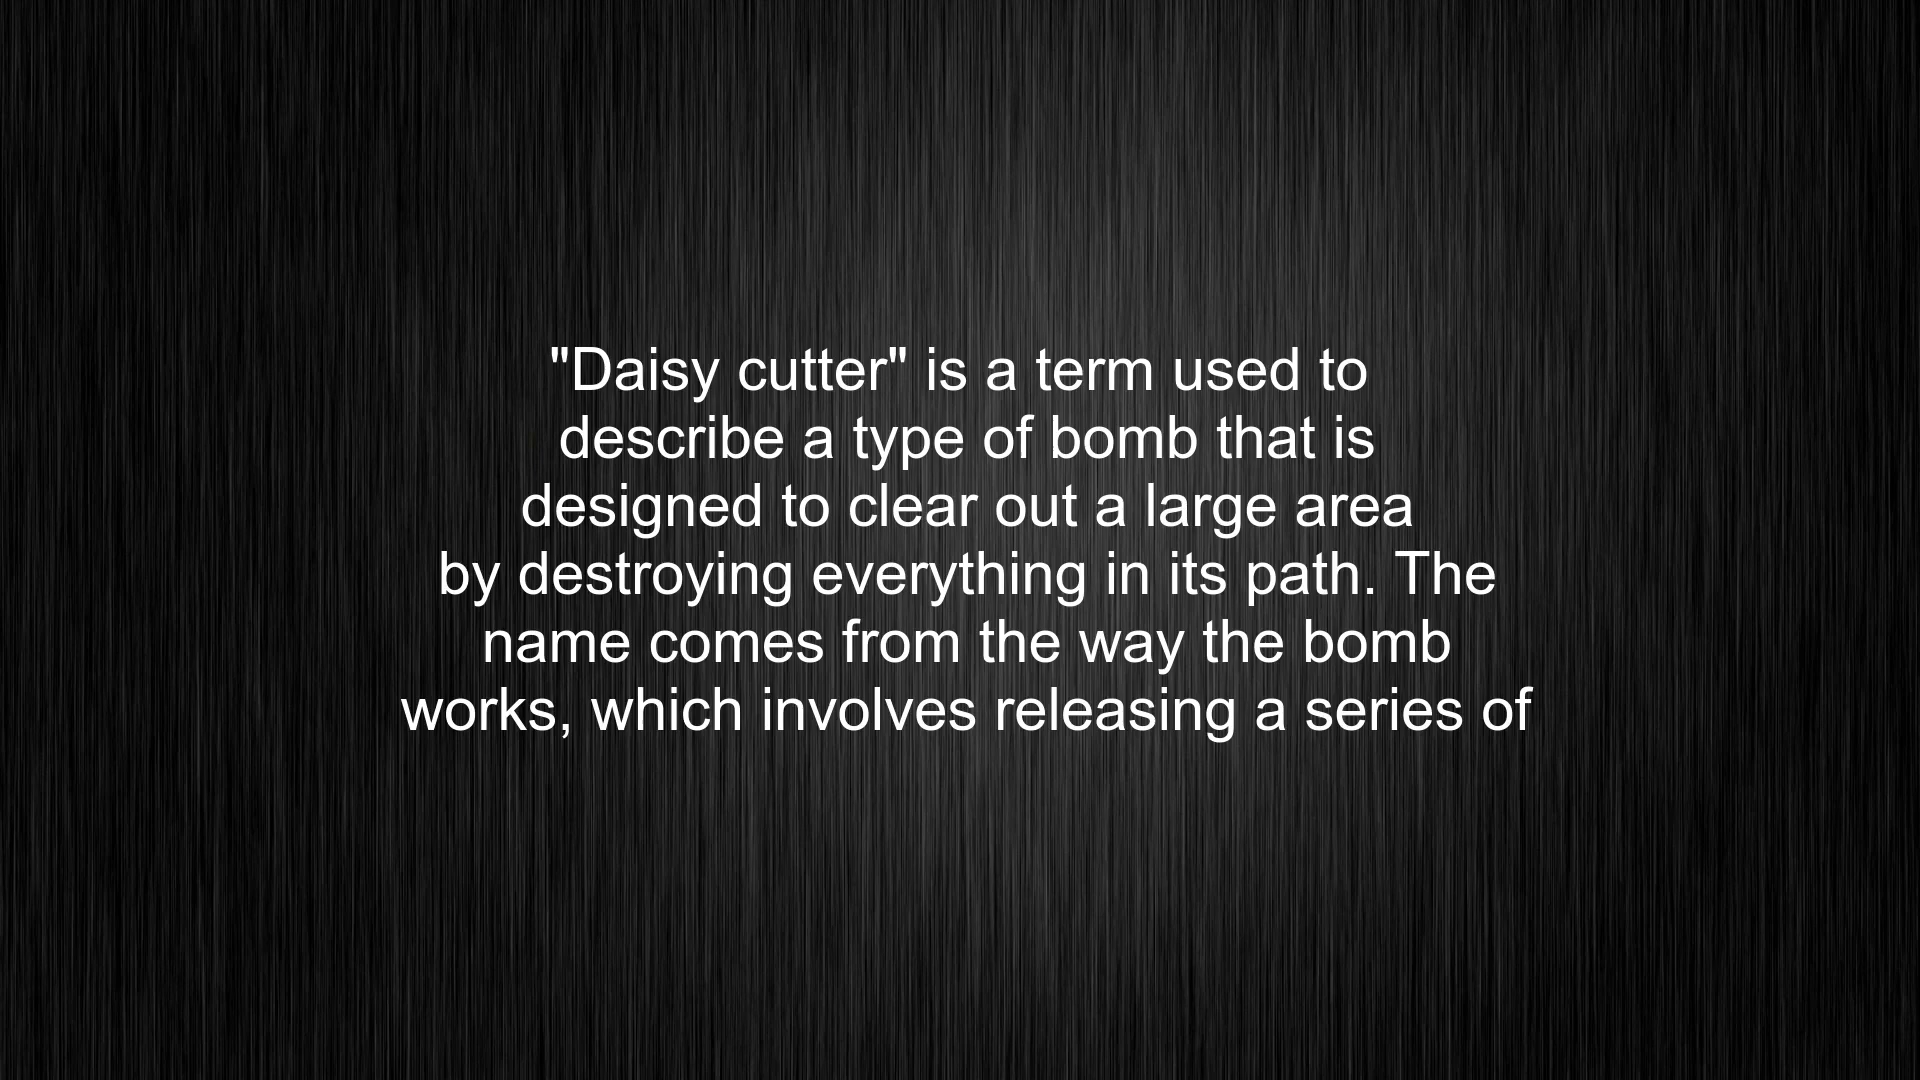 "Daisy cutter" is a term used to
describe a type of bomb that is
designed to clear out a large area
by destroying everything in its path. The
name comes from the way the bomb
works, which involves releasing a series of